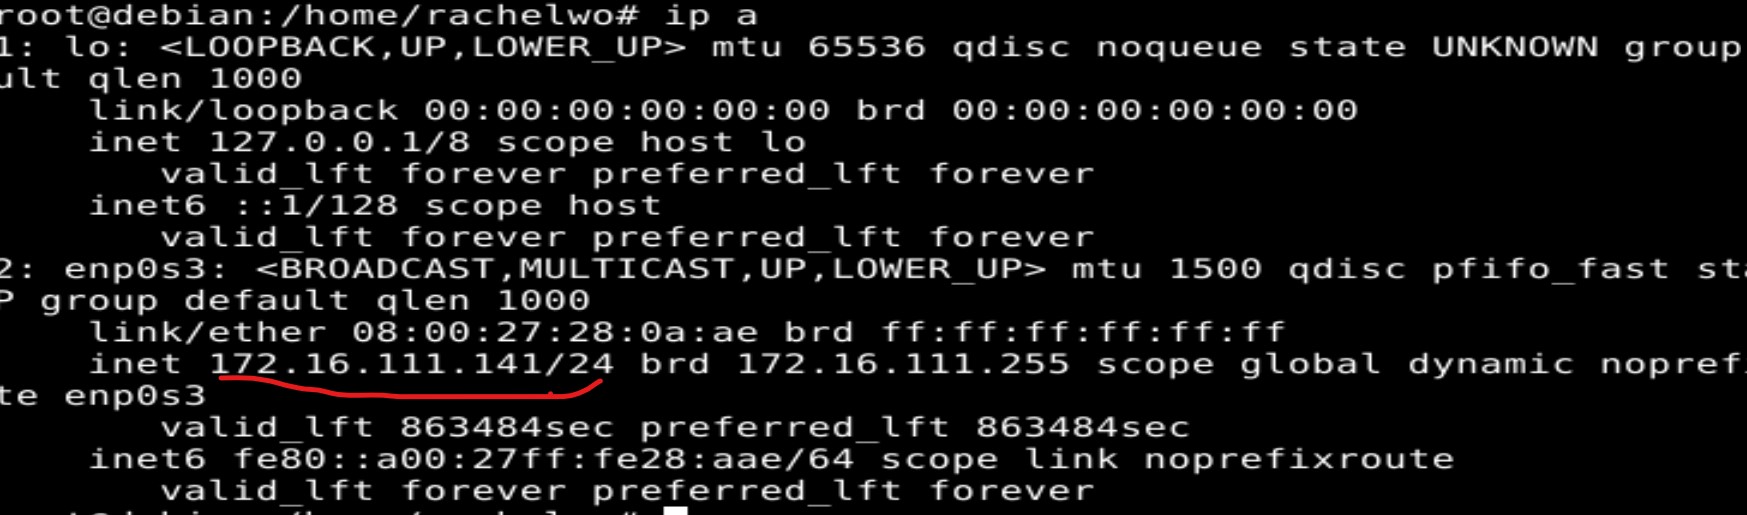 root@debian:/home/rachelwo# ip a
1: lo: <LOOPBACK,UP,LOWER_UP> mtu 65536 qdisc noqueue state UNKNOWN group
ult qlen 1000
link/loopback 00:00:00:00:00:00 brd 00:00:00:00:00:00
inet 127.0.0.1/8 scope host lo
valid_lft forever preferred_lft forever
inet6 ::1/128 scope host
valid_lft forever preferred_lft forever
2: enp0s3: <BROADCAST,MULTICAST,UP,LOWER_UP> mtu 1500 qdisc pfifo_fast sta
P group default qlen 1000
link/ether 08:00:27:28:0a:ae brd ff:ff:ff:ff:ff:ff
inet 172.16.111.141/24 brd 172.16.111.255 scope global dynamic nopref
te enp0s3
valid_lft 863484sec preferred_lft 863484sec
inet6 fe80::a00:27ff:fe28:aae/64 scope link noprefixroute
valid_lft forever preferred_lft forever